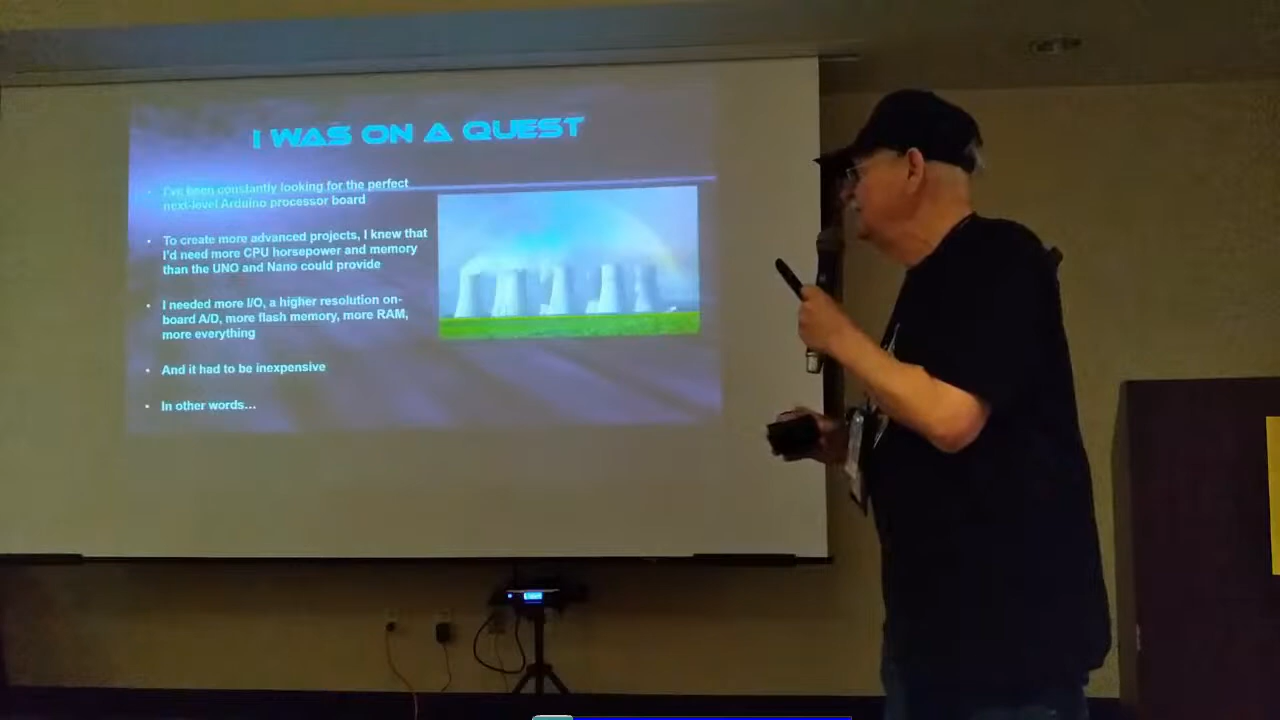 I WAS ON A QUEST
I've been constantly looking for the perfect
next-level Arduino processor board
To create more advanced projects, I knew that
I'd need more CPU horsepower and memory
than the UNO and Nano could provide
I needed more I/O, a higher resolution on-
board A/D, more flash memory, more RAM,
more everything
And it had to be inexpensive
In other words...